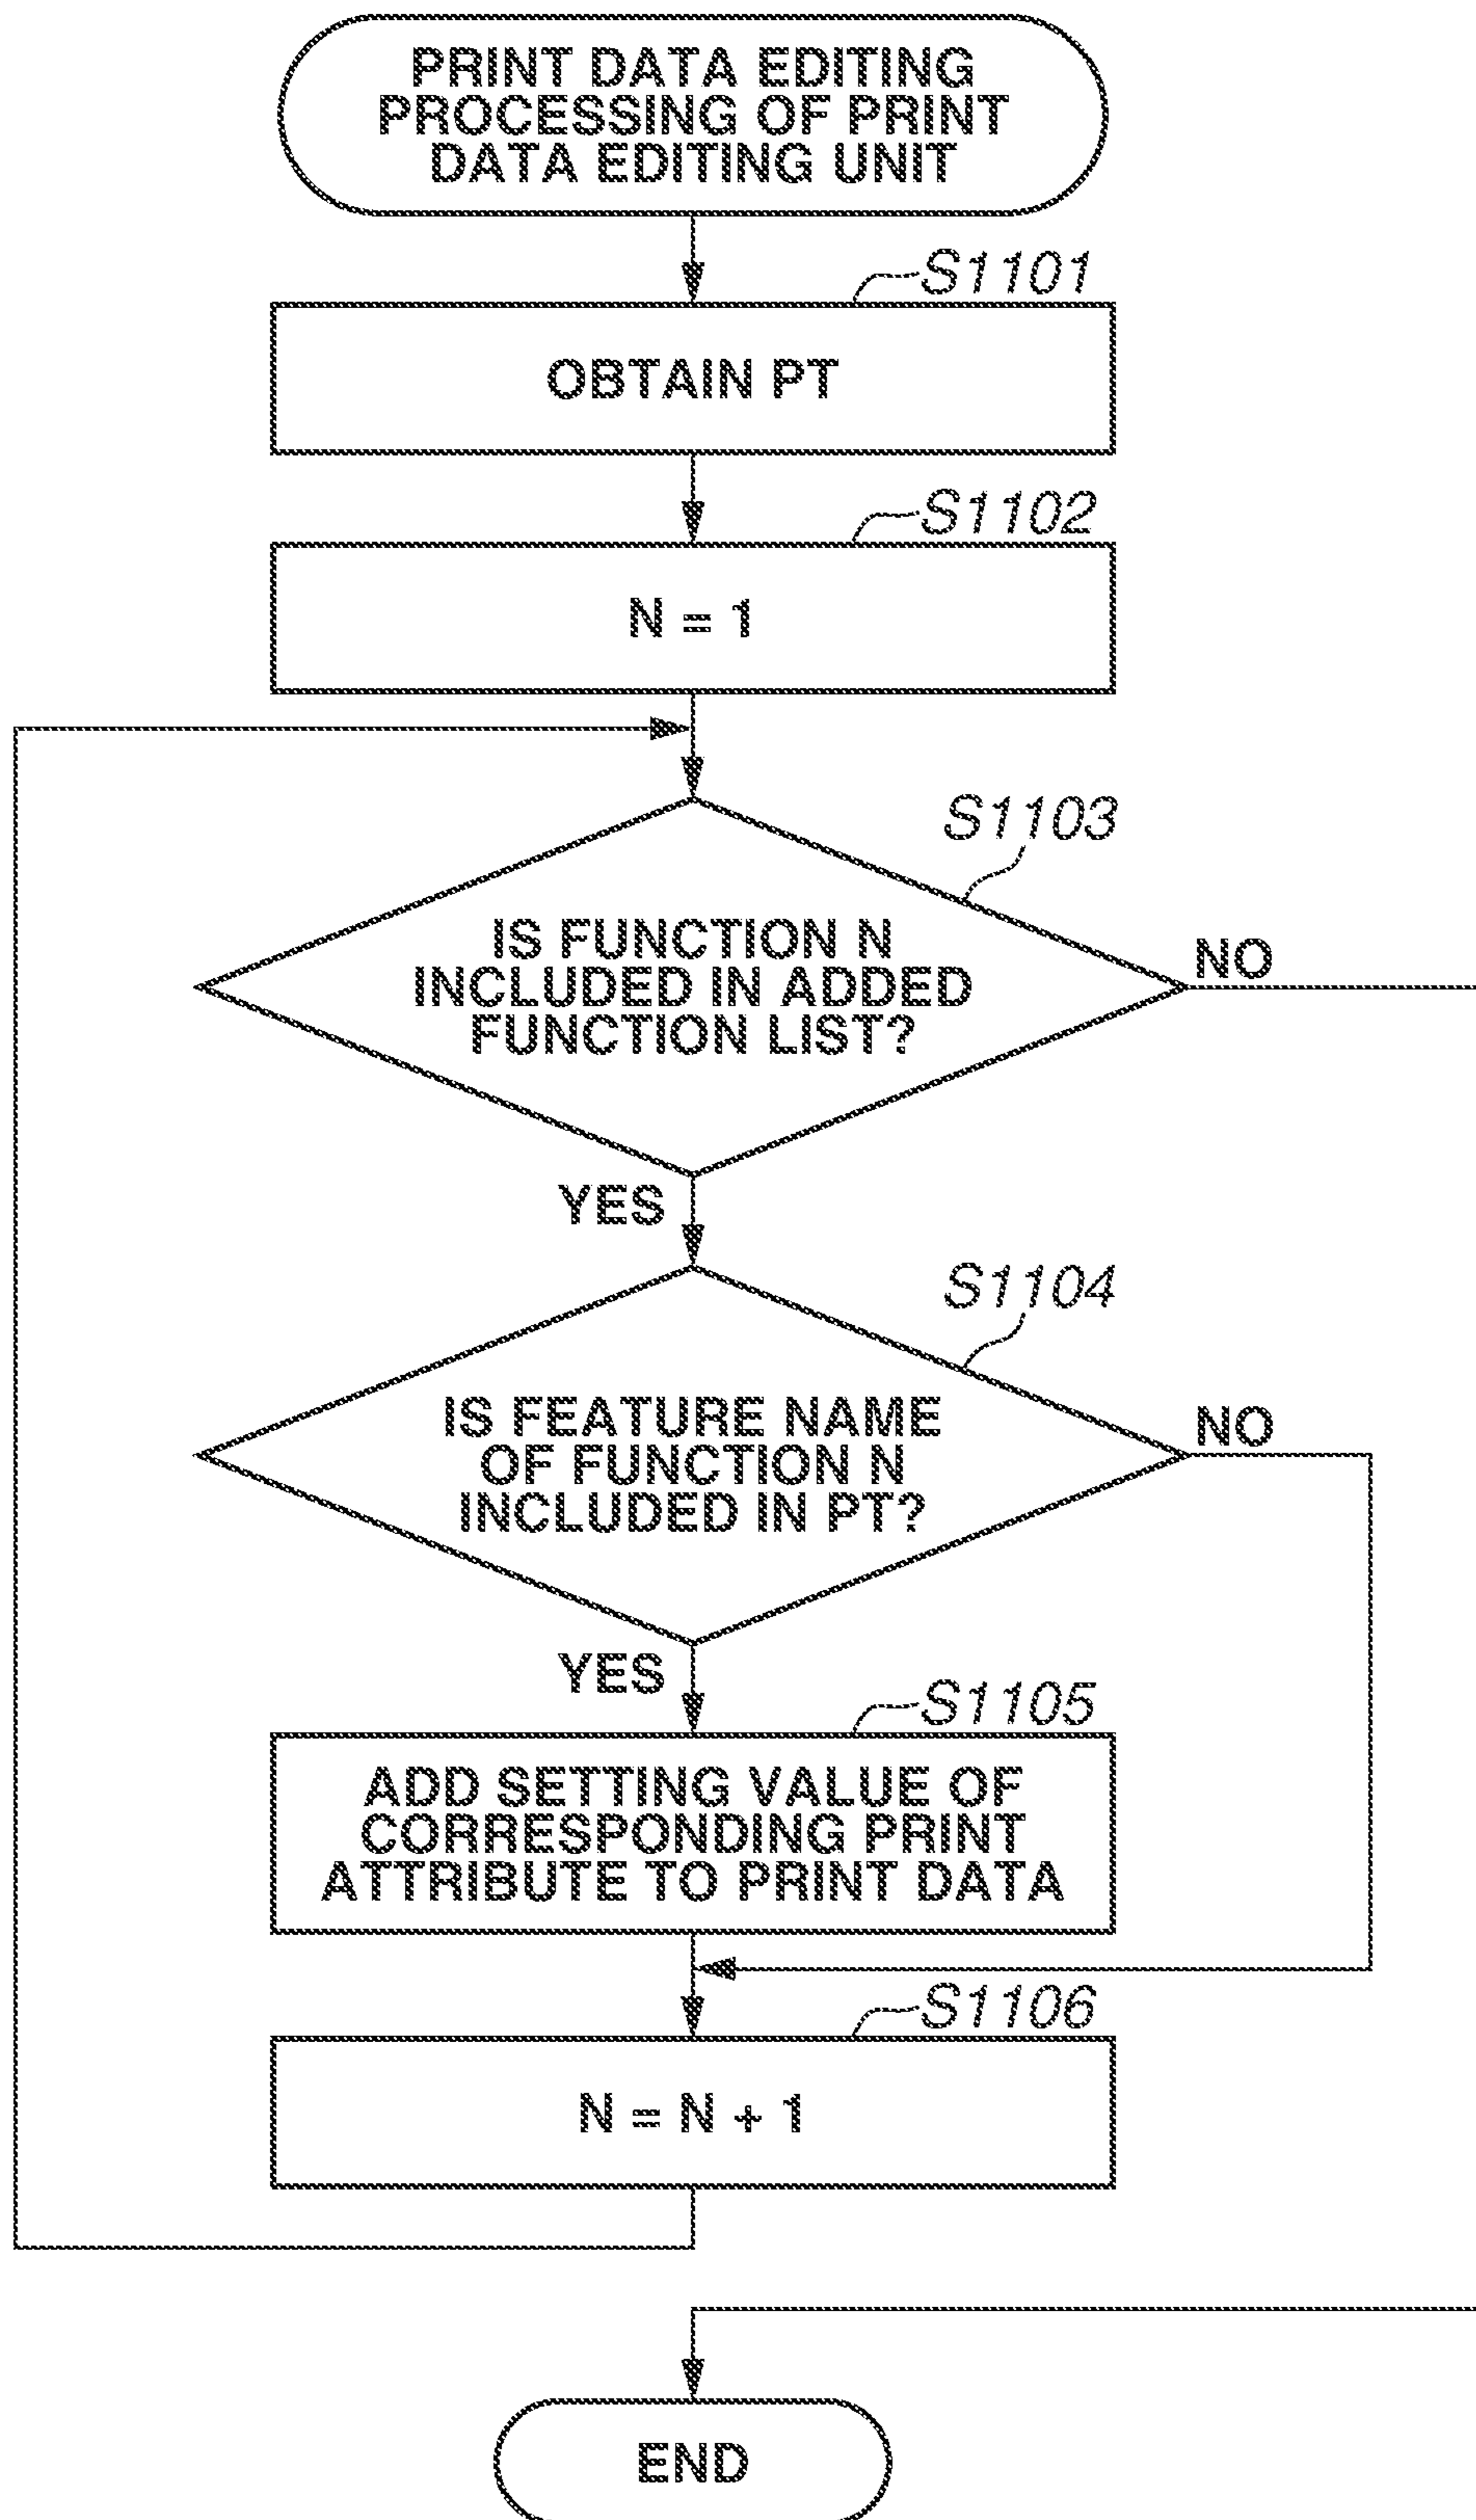 PRINT DATA EDITING
PROCESSING OF PRINT
DATA EDITING UNIT
S1101
OBTAIN PT
S1102
N = 1
S1103
IS FUNCTION N
INCLUDED IN ADDED
FUNCTION LIST?
NO
YES
S1104
IS FEATURE NAME
OF FUNCTION N
INCLUDED IN PT?
NO
YES
S1105
ADD SETTING VALUE OF
CORRESPONDING PRINT
ATTRIBUTE TO PRINT DATA
S1106
N = N + 1
END